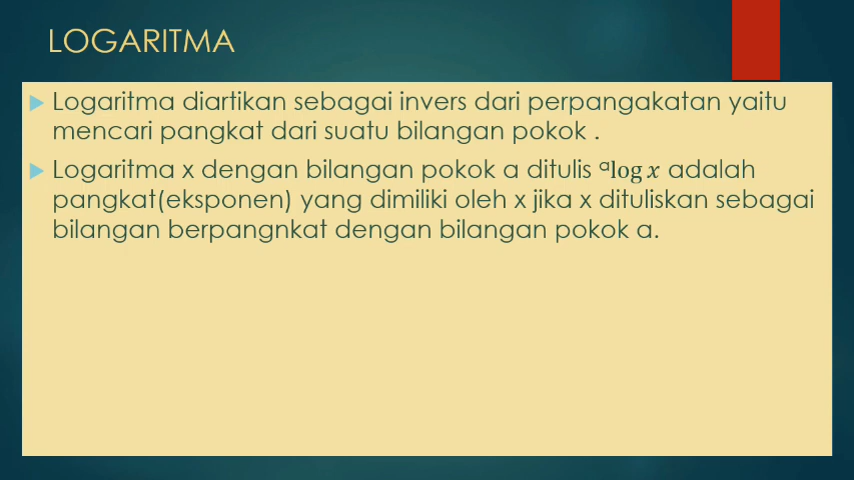 LOGARITMA
Logaritma diartikan sebagai invers dari perpangakatan yaitu
mencari pangkat dari suatu bilangan pokok .
Logaritma x dengan bilangan pokok a ditulis ᵃlog x adalah
pangkat(eksponen) yang dimiliki oleh x jika x dituliskan sebagai
bilangan berpangnkat dengan bilangan pokok a.